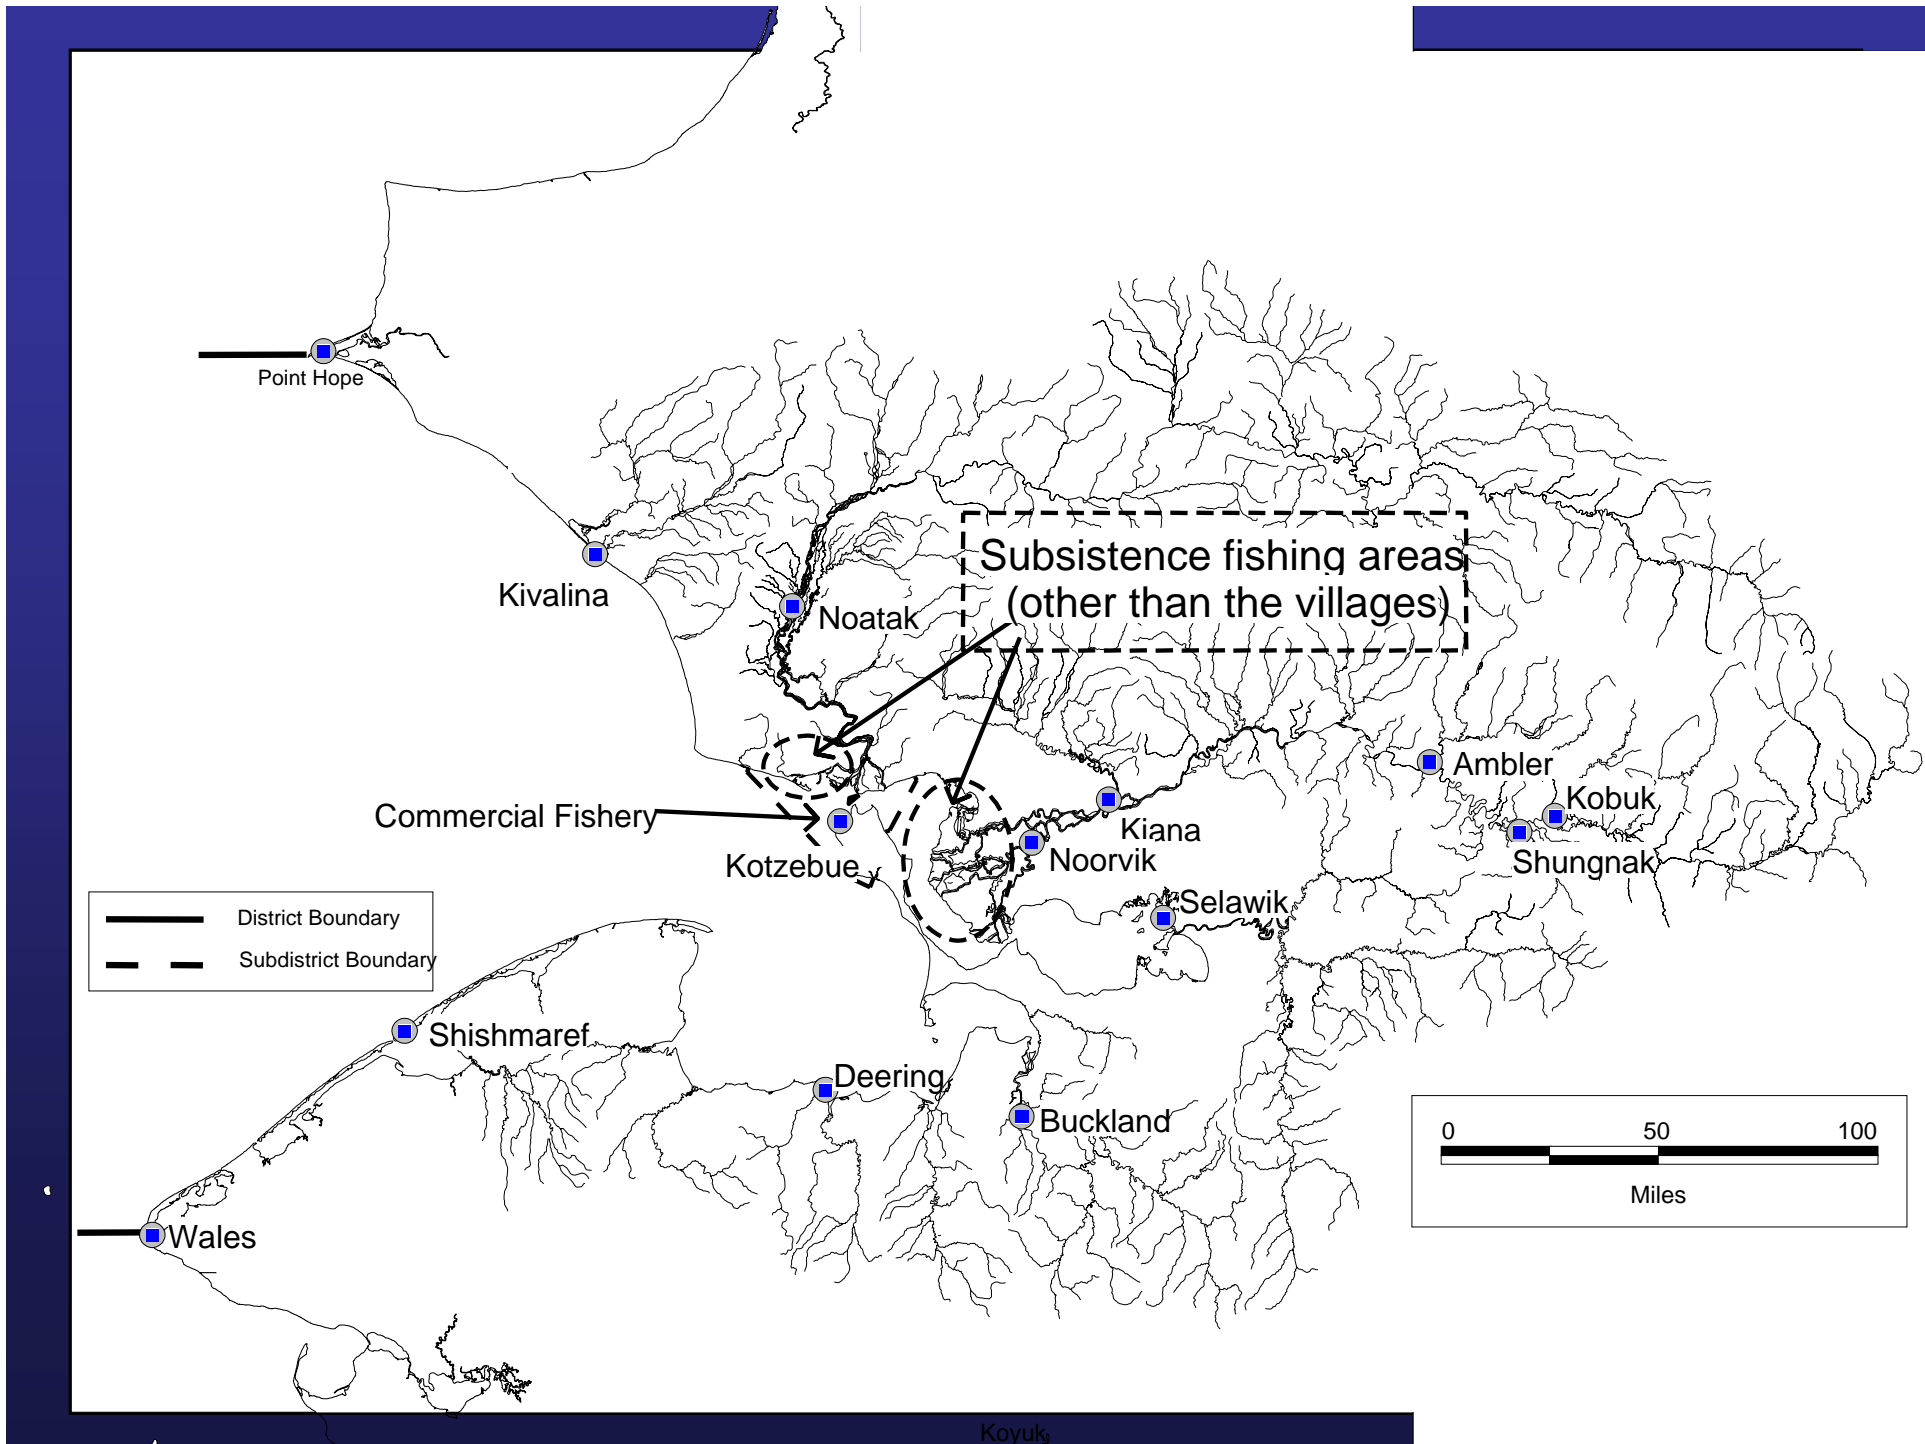 Point Hope
Subsistence fishing areas
(other than the villages)
Kivalina
Noatak
Ambler
Commercial Fishery
Kobuk
Kiana
Kotzebue
Noorvik
Shungnak
Selawik
District Boundary
Subdistrict Boundary
Shishmaref
Deering
Buckland
0 50 100
Miles
Wales
Koyuk